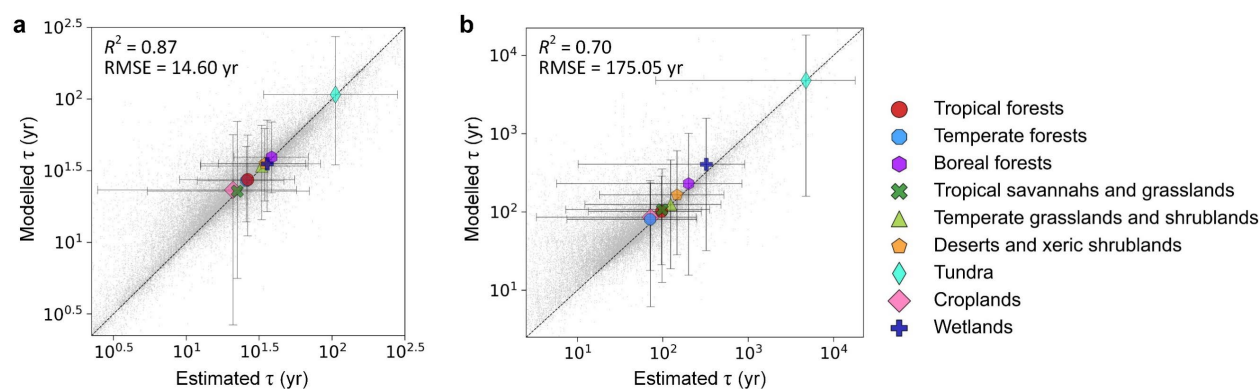 a
10^2.5
10^2
10^1.5
10^1
10^0.5
Modelled τ (yr)
R² = 0.87
RMSE = 14.60 yr
10^0.5
10^1
10^1.5
10^2
10^2.5
Estimated τ (yr)
b
10^4
10^3
10^2
10^1
Modelled τ (yr)
R² = 0.70
RMSE = 175.05 yr
10^1
10^2
10^3
10^4
Estimated τ (yr)
Tropical forests
Temperate forests
Boreal forests
Tropical savannahs and grasslands
Temperate grasslands and shrublands
Deserts and xeric shrublands
Tundra
Croplands
Wetlands